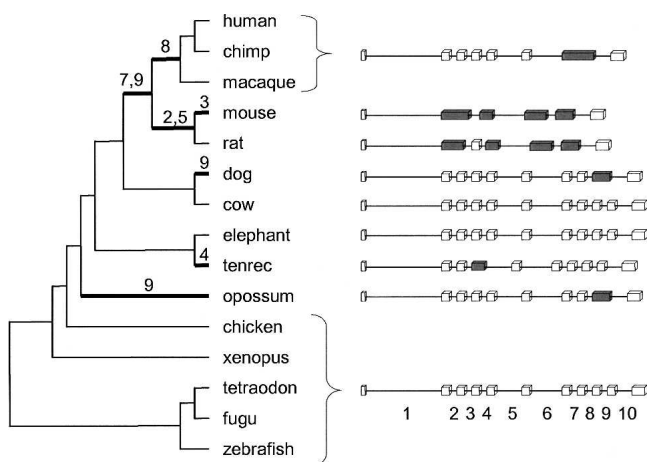 human
8
chimp
7,9
macaque
3
mouse
2,5
rat
9
dog
cow
elephant
4
tenrec
9
opossum
chicken
xenopus
tetraodon
1 2 3 4 5 6 7 8 9 10
fugu
zebrafish